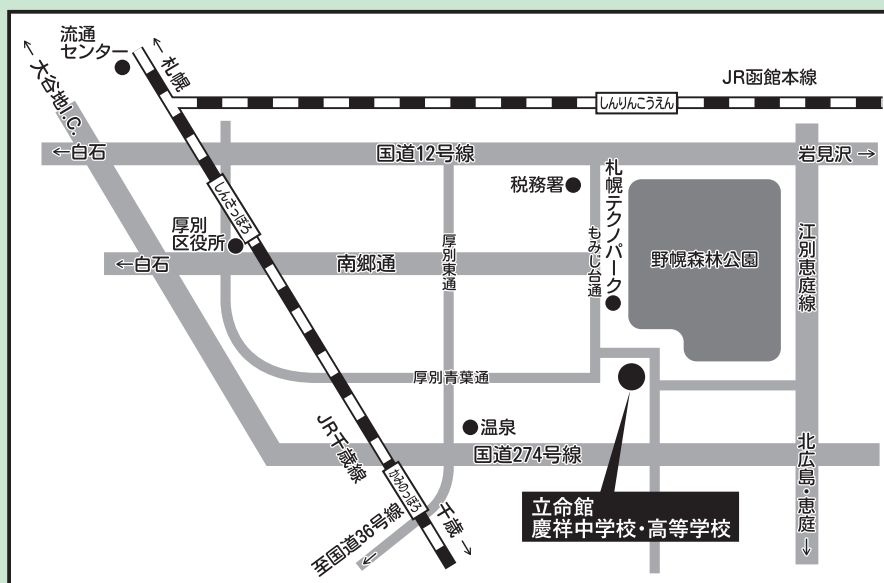 流通
センター
←札幌
←大谷地I.C.
JR函館本線
しんりんこうえん
←白石
国道12号線
岩見沢→
税務署
札幌テクノパーク
しんさっぽろ
厚別
区役所
←白石
南郷通
厚別東通
もみじ台通
野幌森林公園
江別恵庭線
厚別青葉通
温泉
JR千歳線
国道274号線
かみのっぽろ
千歳→
至国道36号線
←
北広島・恵庭→
立命館
慶祥中学校・高等学校